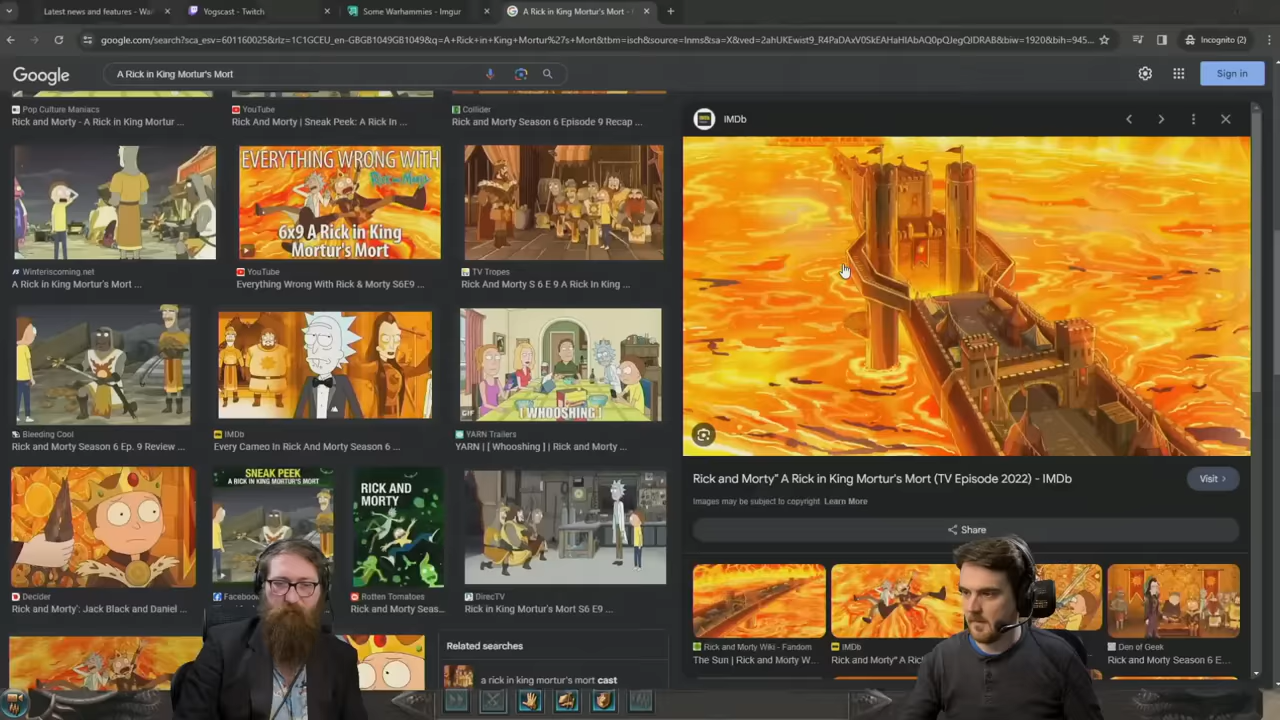 Latest news and features - Wa
Yogscast - Twitch
Some Warhammies - Imgur
A Rick in King Mortur's Mort -
Incognito (2)
Google
A Rick in King Mortur's Mort
Sign in
Pop Culture Maniacs
Rick and Morty - A Rick in King Mortur ...
YouTube
Rick And Morty | Sneak Peek: A Rick In ...
Collider
Rick and Morty Season 6 Episode 9 Recap ...
IMDb
EVERYTHING WRONG WITH
Rick and Morty
6x9 A Rick in King
Mortur's Mort
Winteriscoming.net
A Rick in King Mortur's Mort ...
YouTube
Everything Wrong With Rick & Morty S6E9 ...
TV Tropes
Rick And Morty S 6 E 9 A Rick In King ...
[WHOOSHING]
GIF
Bleeding Cool
Rick and Morty Season 6 Ep. 9 Review ...
IMDb
Every Cameo In Rick And Morty Season 6 ...
YARN Trailers
YARN | [ Whooshing ] | Rick and Morty ...
SNEAK PEEK
A RICK IN KING MORTUR'S MORT
RICK AND
MORTY
Decider
Rick and Morty': Jack Black and Daniel ...
Facebo
Rotten Tomatoes
Rick and Morty Seas...
DirecTV
Rick in King Mortur's Mort S6 E9 ...
Related searches
a rick in king mortur's mort cast
Rick and Morty" A Rick in King Mortur's Mort (TV Episode 2022) - IMDb
Visit
Images may be subject to copyright. Learn More
Share
Rick and Morty Wiki - Fandom
The Sun | Rick and Morty W...
IMDb
Rick and Morty" A Ric
Den of Geek
Rick and Morty Season 6 E...